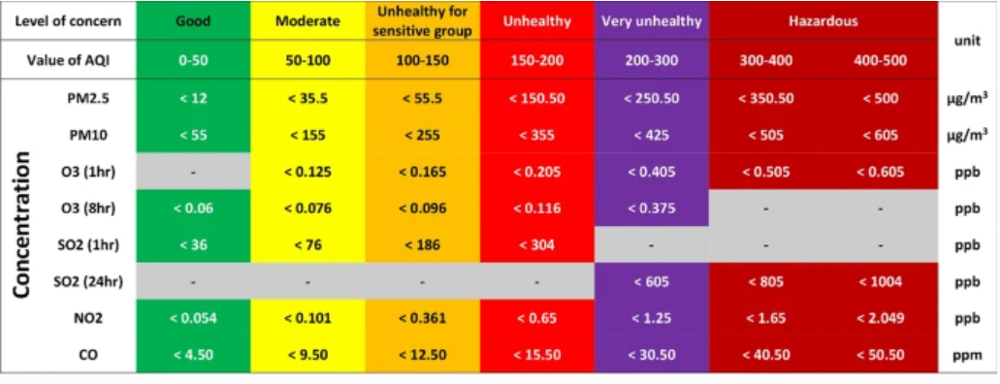 Level of concern Good Moderate Unhealthy for sensitive group Unhealthy Very unhealthy Hazardous unit
Value of AQI 0-50 50-100 100-150 150-200 200-300 300-400 400-500
Concentration
PM2.5 < 12 < 35.5 < 55.5 < 150.50 < 250.50 < 350.50 < 500 µg/m³
PM10 < 55 < 155 < 255 < 355 < 425 < 505 < 605 µg/m³
O3 (1hr) - < 0.125 < 0.165 < 0.205 < 0.405 < 0.505 < 0.605 ppb
O3 (8hr) < 0.06 < 0.076 < 0.096 < 0.116 < 0.375 - - ppb
SO2 (1hr) < 36 < 76 < 186 < 304 - - - ppb
SO2 (24hr) - - - - < 605 < 805 < 1004 ppb
NO2 < 0.054 < 0.101 < 0.361 < 0.65 < 1.25 < 1.65 < 2.049 ppb
CO < 4.50 < 9.50 < 12.50 < 15.50 < 30.50 < 40.50 < 50.50 ppm